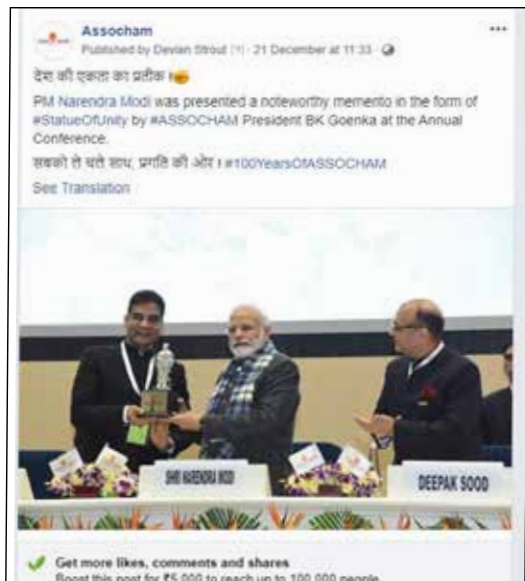 Assocham
Published by Devlan Strout [?] · 21 December at 11:33 ·
देश की एकता का प्रतीक
PM Narendra Modi was presented a noteworthy memento in the form of
#StatueOfUnity by #ASSOCHAM President BK Goenka at the Annual
Conference.
सबको ले चले साथ, प्रगति की ओर । #100YearsOfASSOCHAM
See Translation
SHRI NARENDRA MODI
DEEPAK SOOD
Get more likes, comments and shares
Boost this post for ₹5,000 to reach up to 100,000 people.